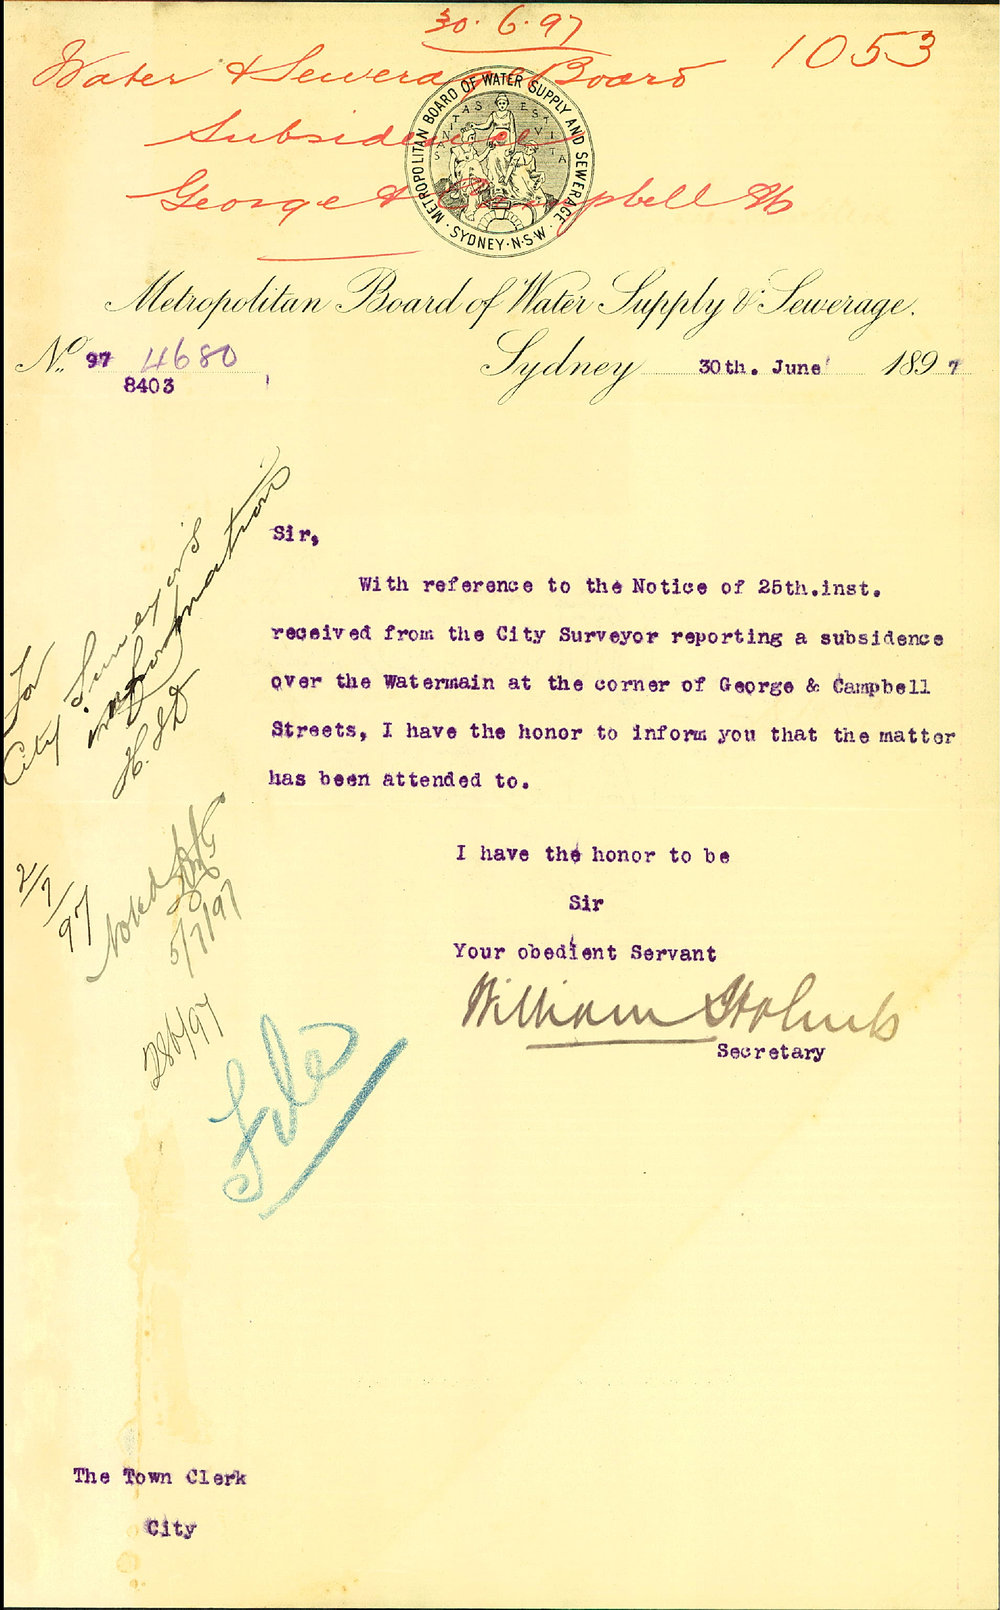 30.6.97
1053
Water & Sewerage Board
Subsidence
George & Campbell Sts
METROPOLITAN BOARD OF WATER SUPPLY AND SEWERAGE
SANITAS EST VITA
SYDNEY·N·S·W·
Metropolitan Board of Water Supply & Sewerage.
No. 97 4680
8403
Sydney 30th. June 1897
Sir,
With reference to the Notice of 25th.inst.
received from the City Surveyor reporting a subsidence
over the Watermain at the corner of George & Campbell
Streets, I have the honor to inform you that the matter
has been attended to.
I have the honor to be
Sir
Your obedient Servant
William Holmes
Secretary
For
City Surveyor's
information
2/7/97
Noted
5/7/97
File
The Town Clerk
City